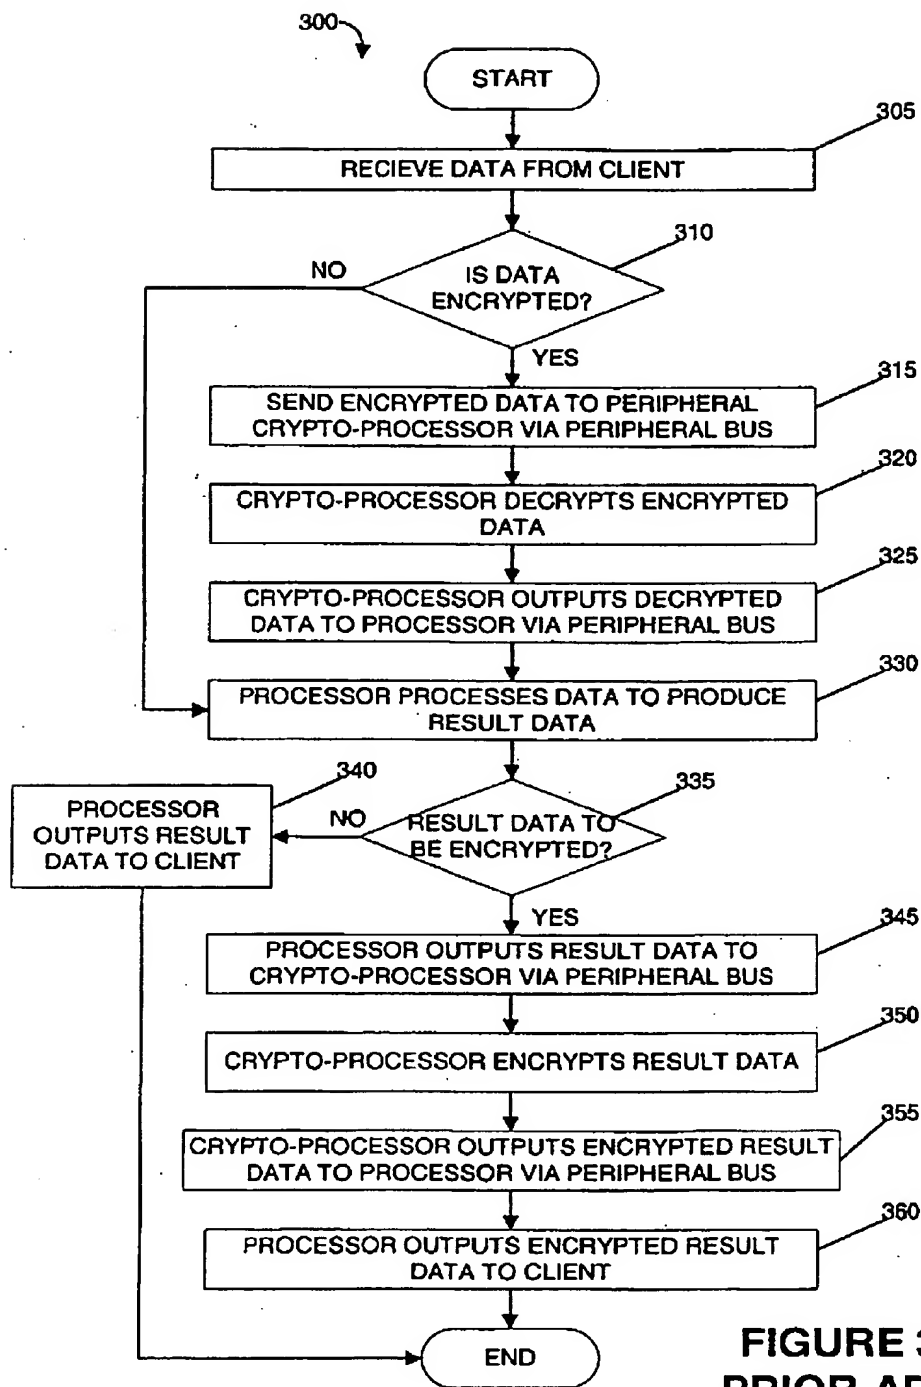 300
START
305
RECIEVE DATA FROM CLIENT
310
IS DATA
ENCRYPTED?
NO
YES
315
SEND ENCRYPTED DATA TO PERIPHERAL
CRYPTO-PROCESSOR VIA PERIPHERAL BUS
320
CRYPTO-PROCESSOR DECRYPTS ENCRYPTED
DATA
325
CRYPTO-PROCESSOR OUTPUTS DECRYPTED
DATA TO PROCESSOR VIA PERIPHERAL BUS
330
PROCESSOR PROCESSES DATA TO PRODUCE
RESULT DATA
335
RESULT DATA TO
BE ENCRYPTED?
NO
340
PROCESSOR
OUTPUTS RESULT
DATA TO CLIENT
YES
345
PROCESSOR OUTPUTS RESULT DATA TO
CRYPTO-PROCESSOR VIA PERIPHERAL BUS
350
CRYPTO-PROCESSOR ENCRYPTS RESULT DATA
355
CRYPTO-PROCESSOR OUTPUTS ENCRYPTED RESULT
DATA TO PROCESSOR VIA PERIPHERAL BUS
360
PROCESSOR OUTPUTS ENCRYPTED RESULT
DATA TO CLIENT
END
FIGURE 3
PRIOR